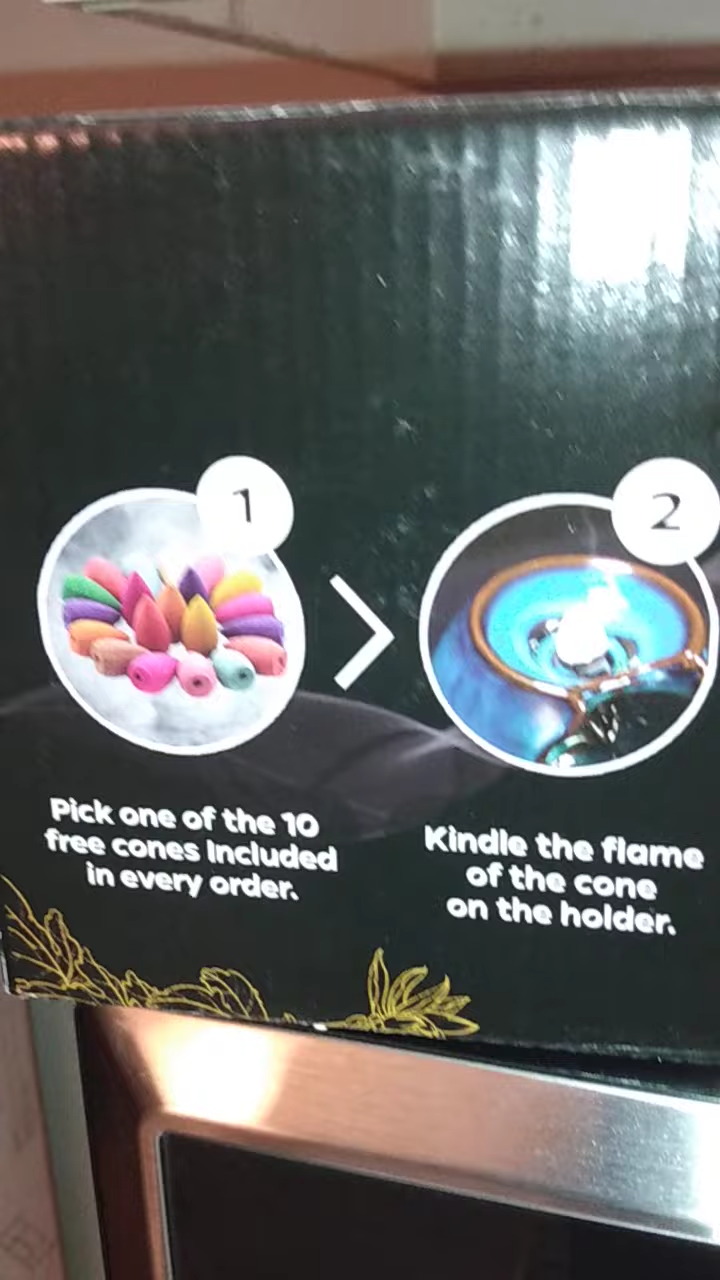 1
Pick one of the 10
free cones Included
in every order.
2
Kindle the flame
of the cone
on the holder.